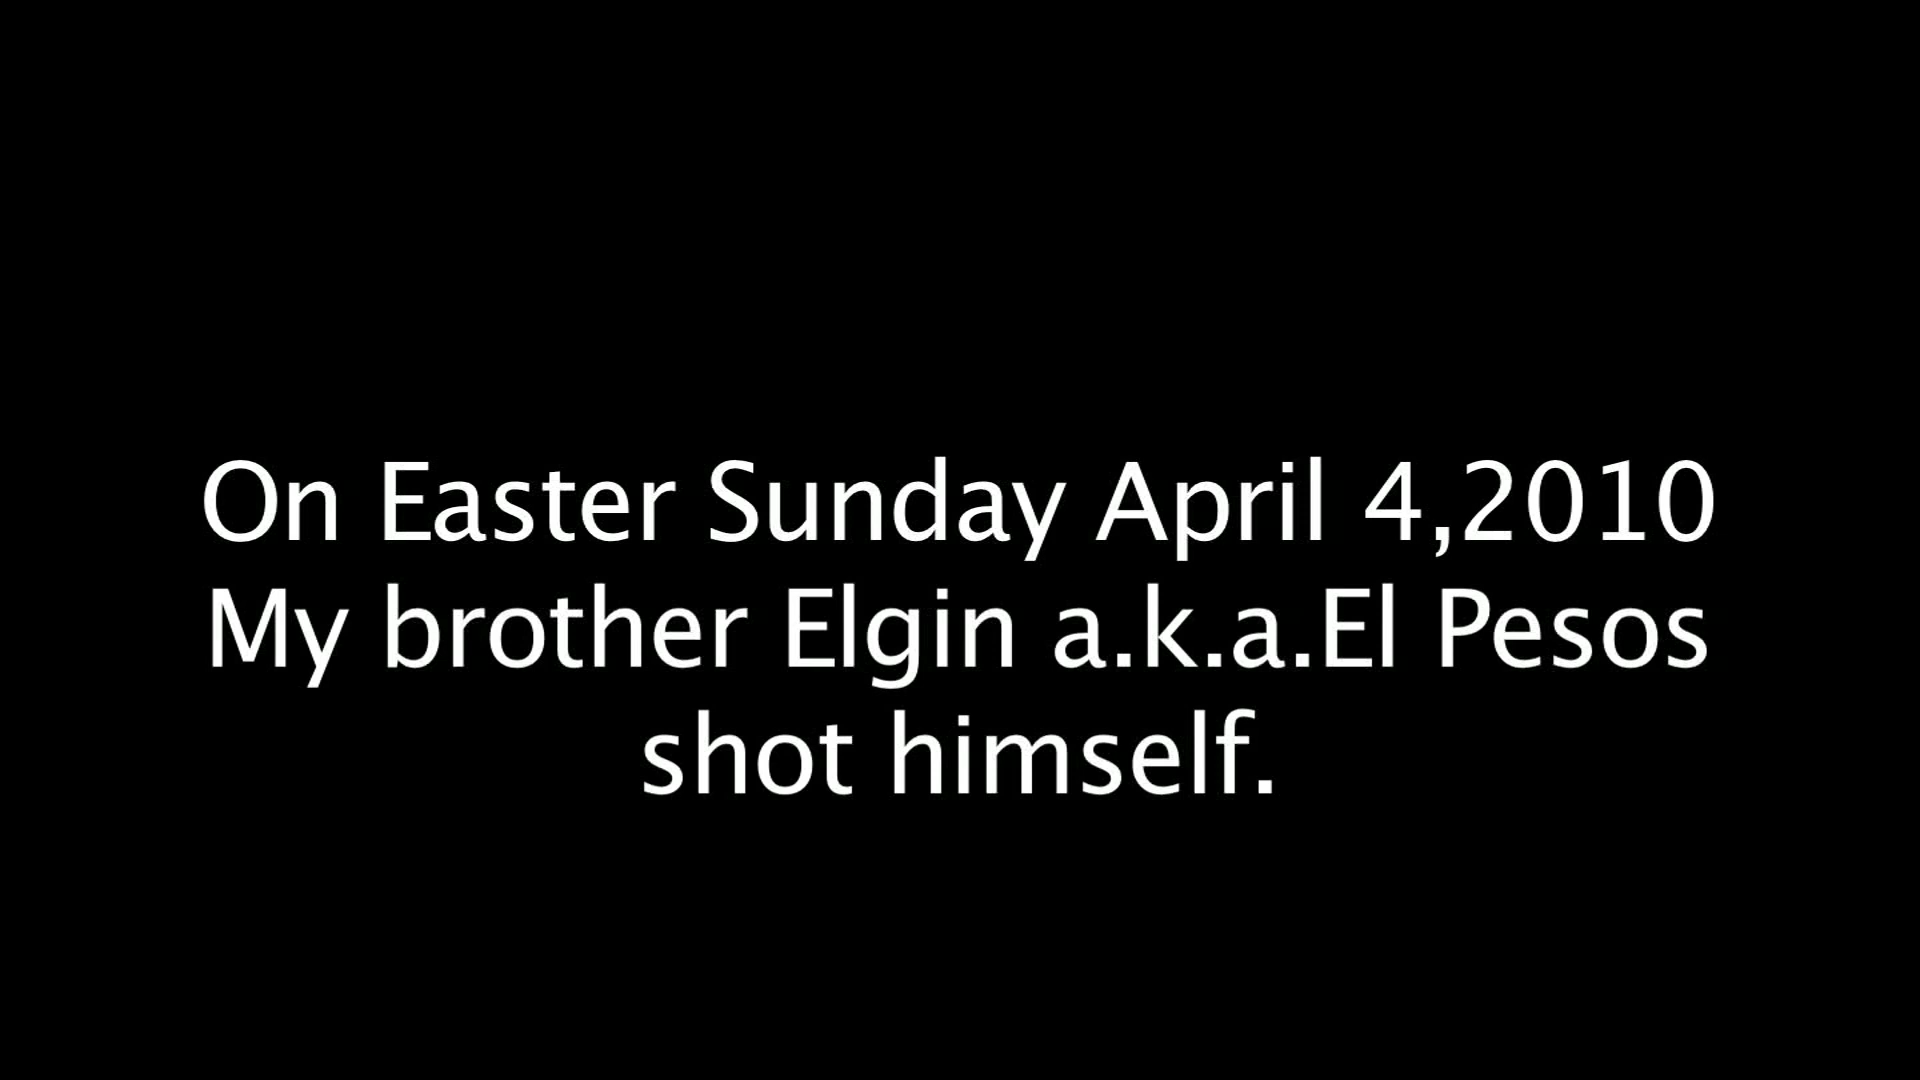 On Easter Sunday April 4,2010
My brother Elgin a.k.a.El Pesos
shot himself.